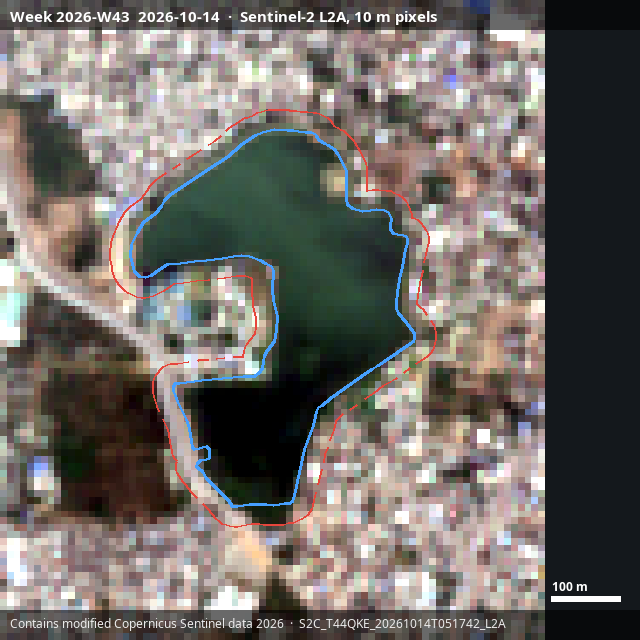 Week 2026-W43  2026-10-14  ·  Sentinel-2 L2A, 10 m pixels
100 m
Contains modified Copernicus Sentinel data 2026  ·  S2C_T44QKE_20261014T051742_L2A